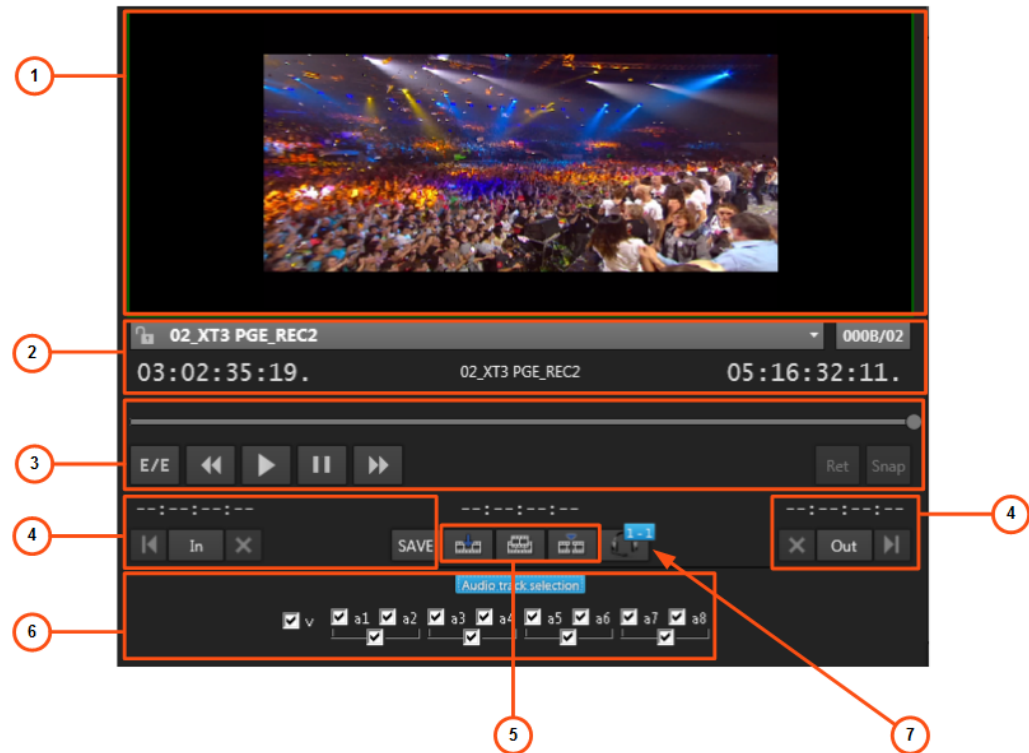 1
2
02_XT3 PGE_REC2 000B/02
03:02:35:19. 02_XT3 PGE_REC2 05:16:32:11.
3
E/E Ret Snap
4
--:--:--:-- --:--:--:-- --:--:--:--
4
In SAVE 1-1 Out
6
Audio track selection
v a1 a2 a3 a4 a5 a6 a7 a8
5
7